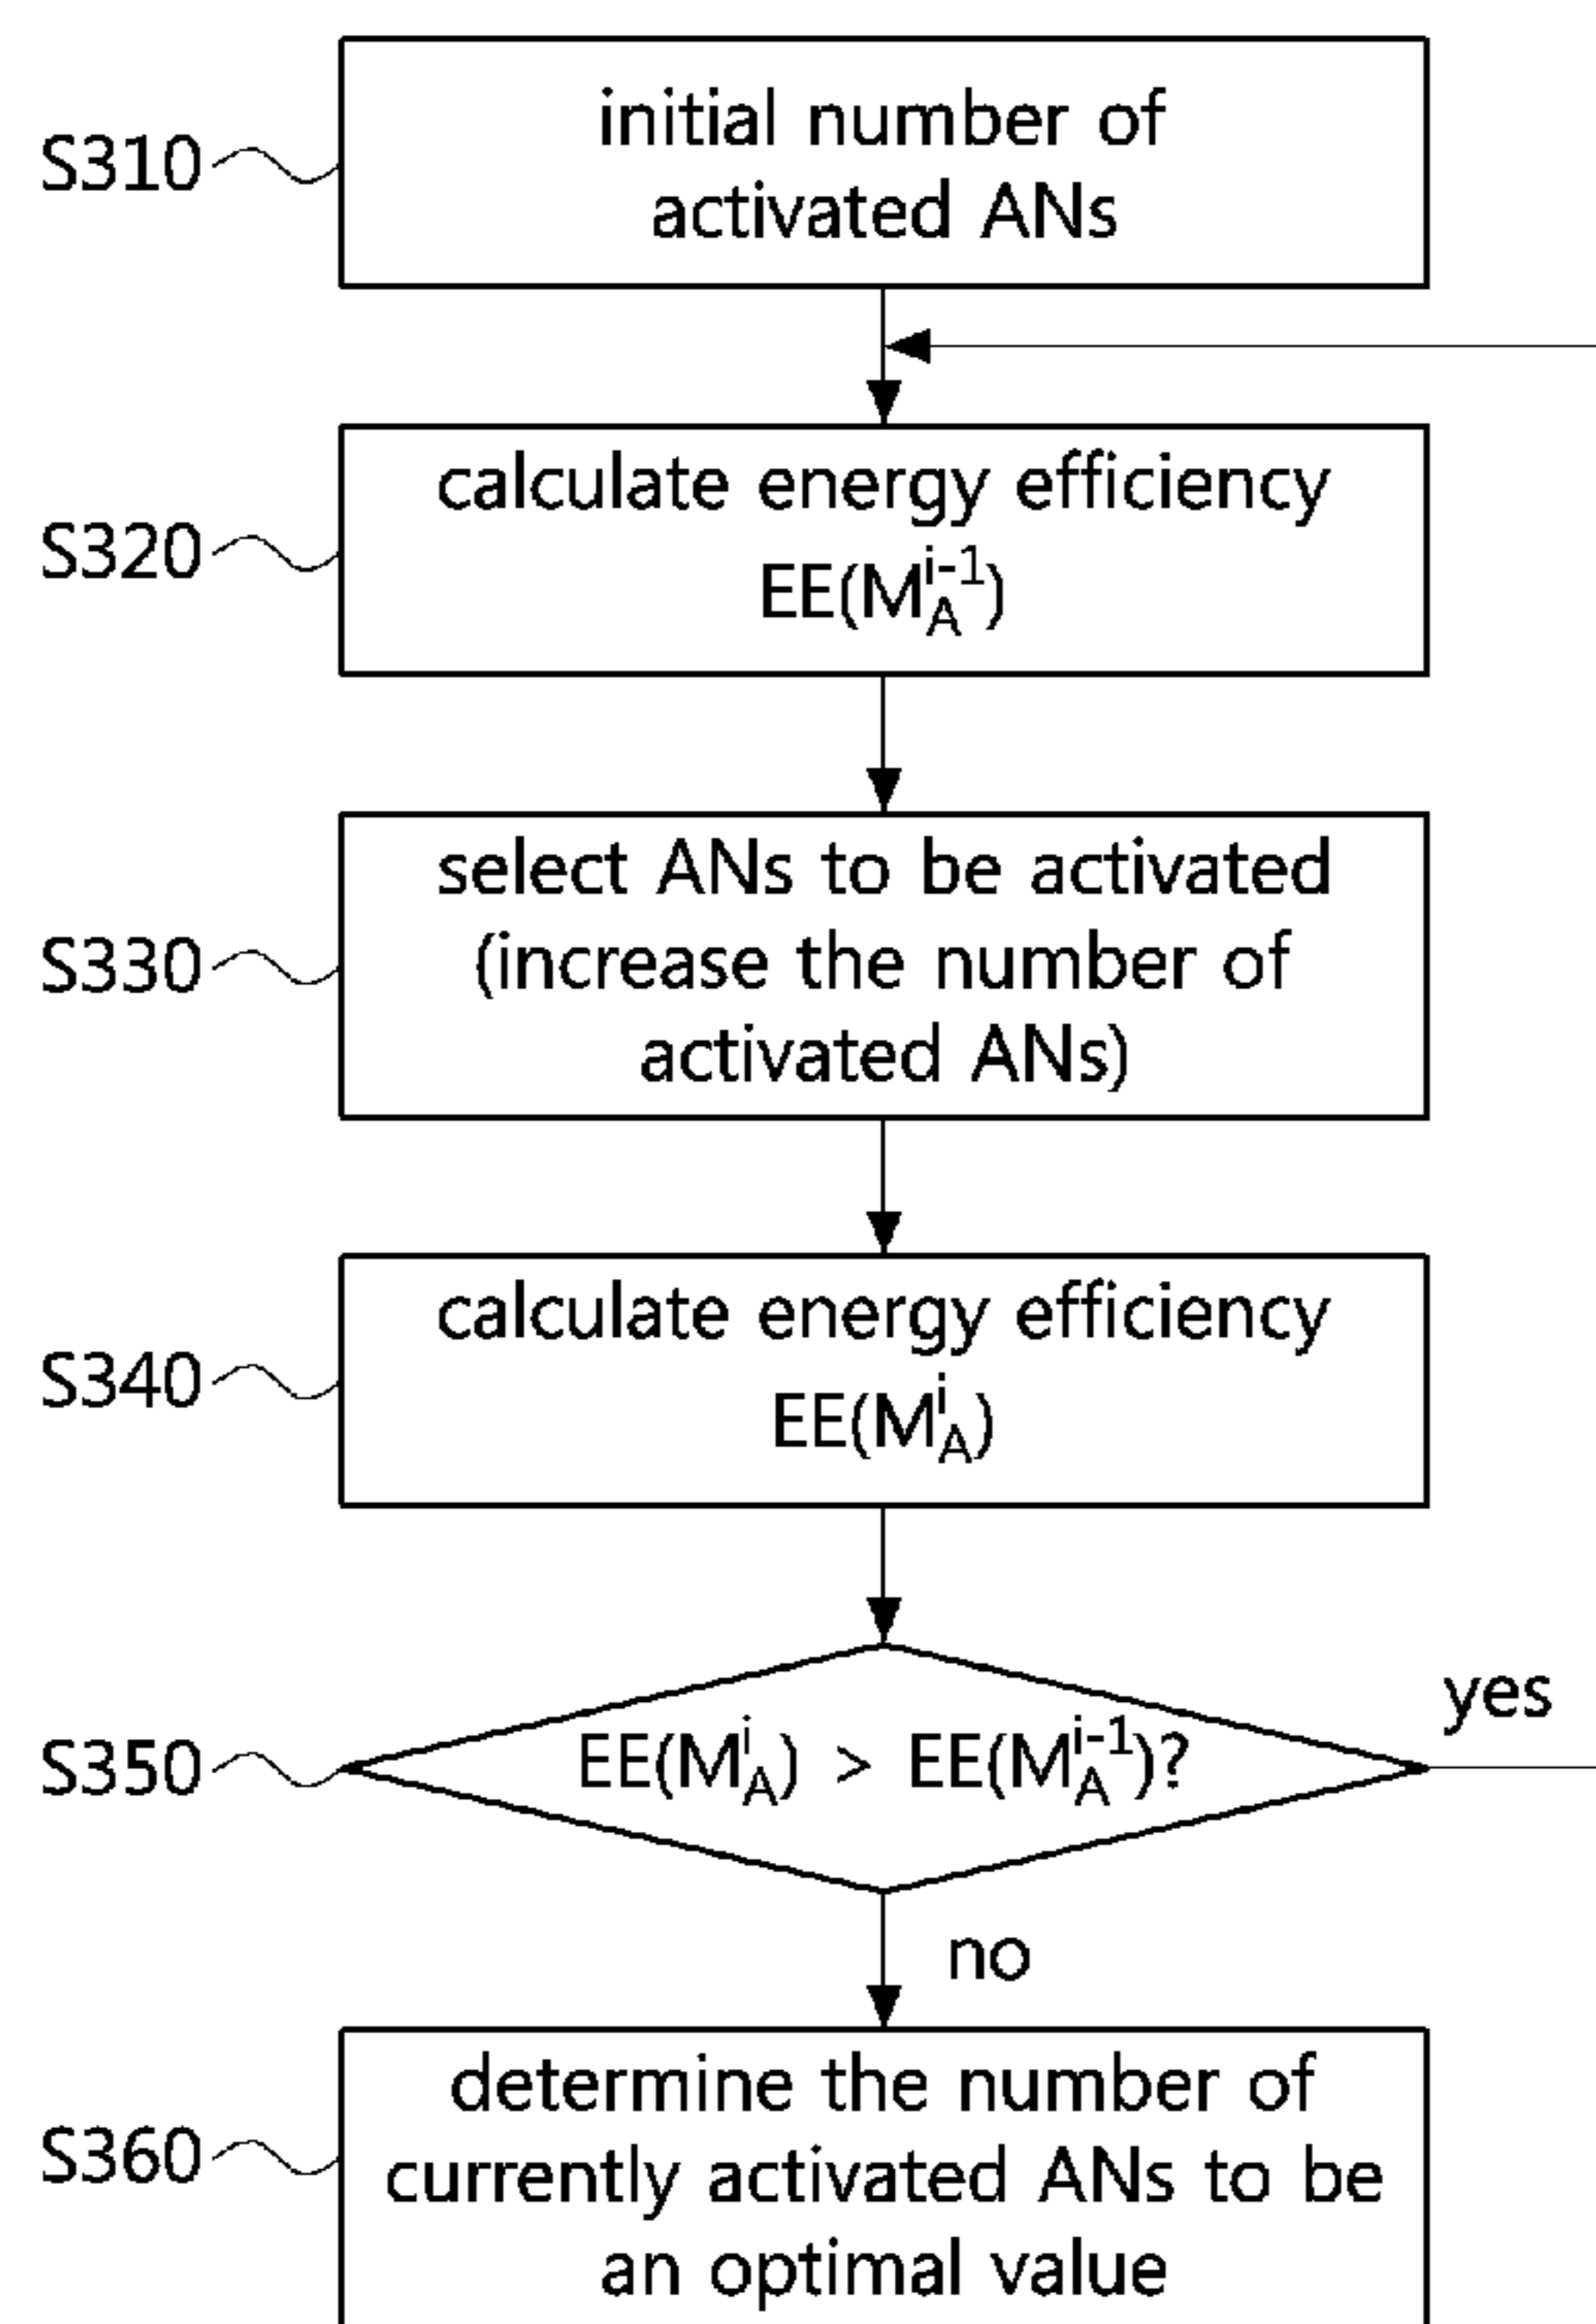 S310
initial number of
activated ANs
S320
calculate energy efficiency
EE(M_A^{i-1})
S330
select ANs to be activated
(increase the number of
activated ANs)
S340
calculate energy efficiency
EE(M_A^i)
S350
EE(M_A^i) > EE(M_A^{i-1})?
yes
no
S360
determine the number of
currently activated ANs to be
an optimal value